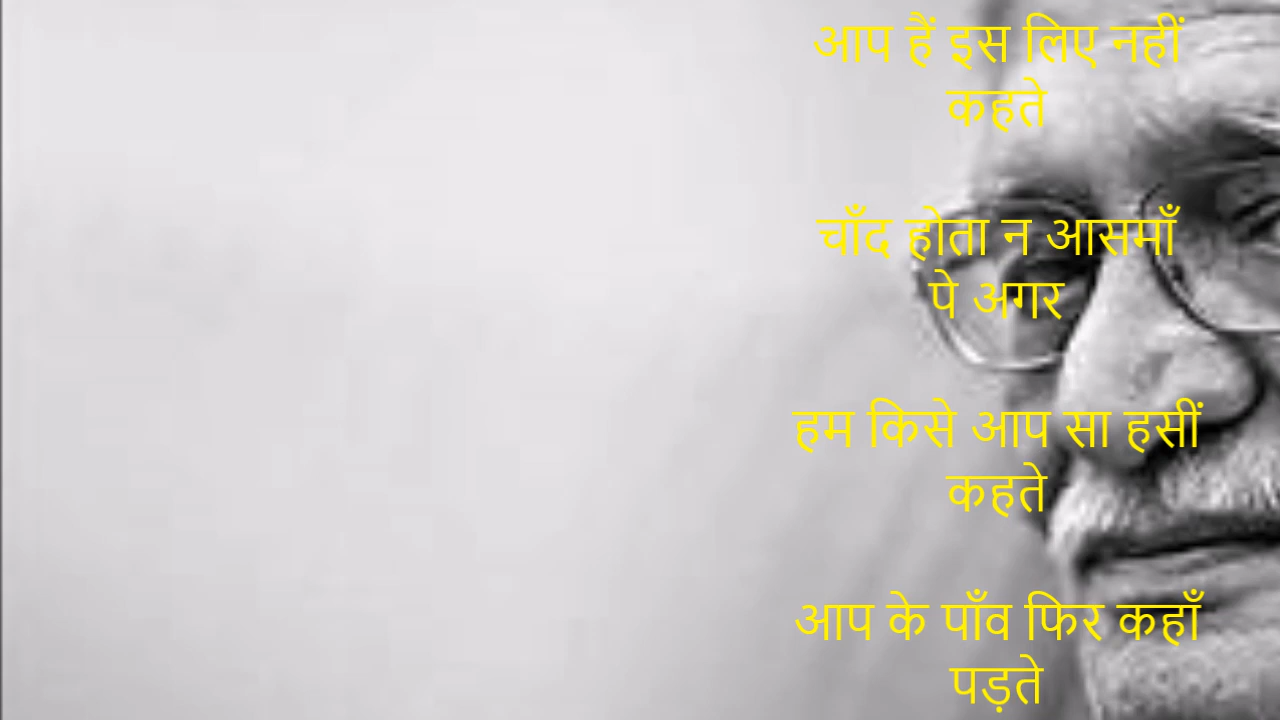 आप हैं इस लिए नहीं
कहते
चाँद होता न आसमाँ
पे अगर
हम किसे आप सा हसीं
कहते
आप के पाँव फिर कहाँ
पड़ते